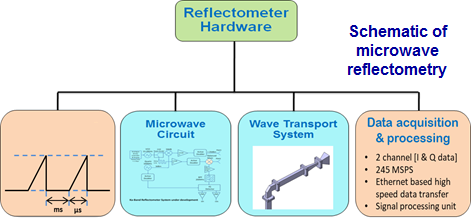 Reflectometer
Hardware
Schematic of
microwave
reflectometry
ms
μs
Microwave
Circuit
Wave Transport
System
Data acquisition
& processing
• 2 channel [I & Q data]
• 245 MSPS
• Ethernet based high
speed data transfer
• Signal processing unit